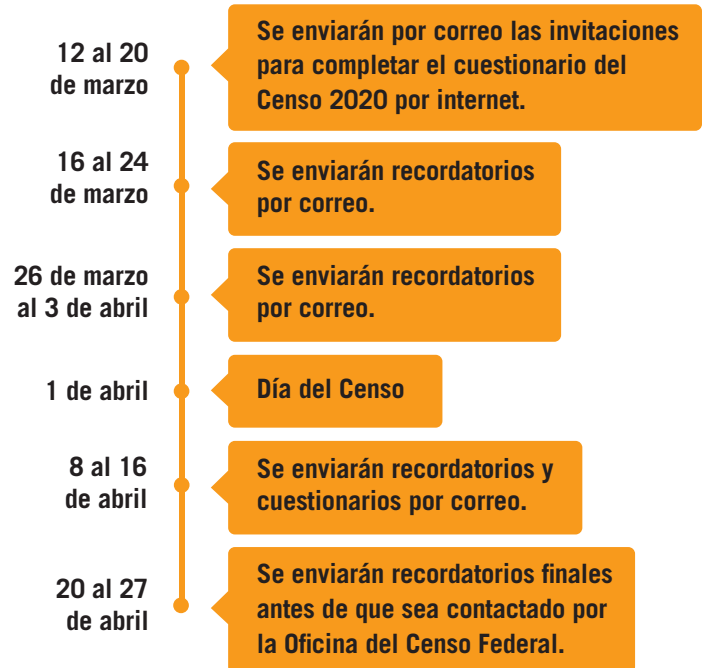 12 al 20
de marzo
Se enviarán por correo las invitaciones
para completar el cuestionario del
Censo 2020 por internet.
16 al 24
de marzo
Se enviarán recordatorios
por correo.
26 de marzo
al 3 de abril
Se enviarán recordatorios
por correo.
1 de abril
Día del Censo
8 al 16
de abril
Se enviarán recordatorios y
cuestionarios por correo.
20 al 27
de abril
Se enviarán recordatorios finales
antes de que sea contactado por
la Oficina del Censo Federal.